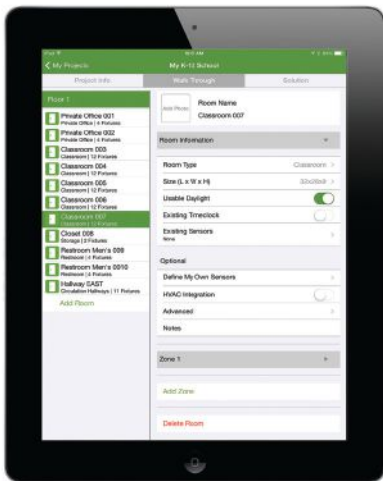 iPad
My Projects
My K-12 School
Project Info
Walk Through
Solution
Floor 1
Private Office 001
Private Office | 4 Fixtures
Private Office 002
Private Office | 4 Fixtures
Classroom 003
Classroom | 12 Fixtures
Classroom 004
Classroom | 12 Fixtures
Classroom 005
Classroom | 12 Fixtures
Classroom 006
Classroom | 12 Fixtures
Classroom 007
Classroom | 12 Fixtures
Closet 008
Storage | 2 Fixtures
Restroom Men's 009
Restroom | 4 Fixtures
Restroom Men's 0010
Restroom | 4 Fixtures
Hallway EAST
Circulation Hallways | 11 Fixtures
Add Room
Add Photo
Room Name
Classroom 007
Room Information
Room Type
Classroom
Size (L x W x H)
32x28x9
Usable Daylight
Existing Timeclock
Existing Sensors
None
Optional
Define My Own Sensors
HVAC Integration
Advanced
Notes
Zone 1
Add Zone
Delete Room